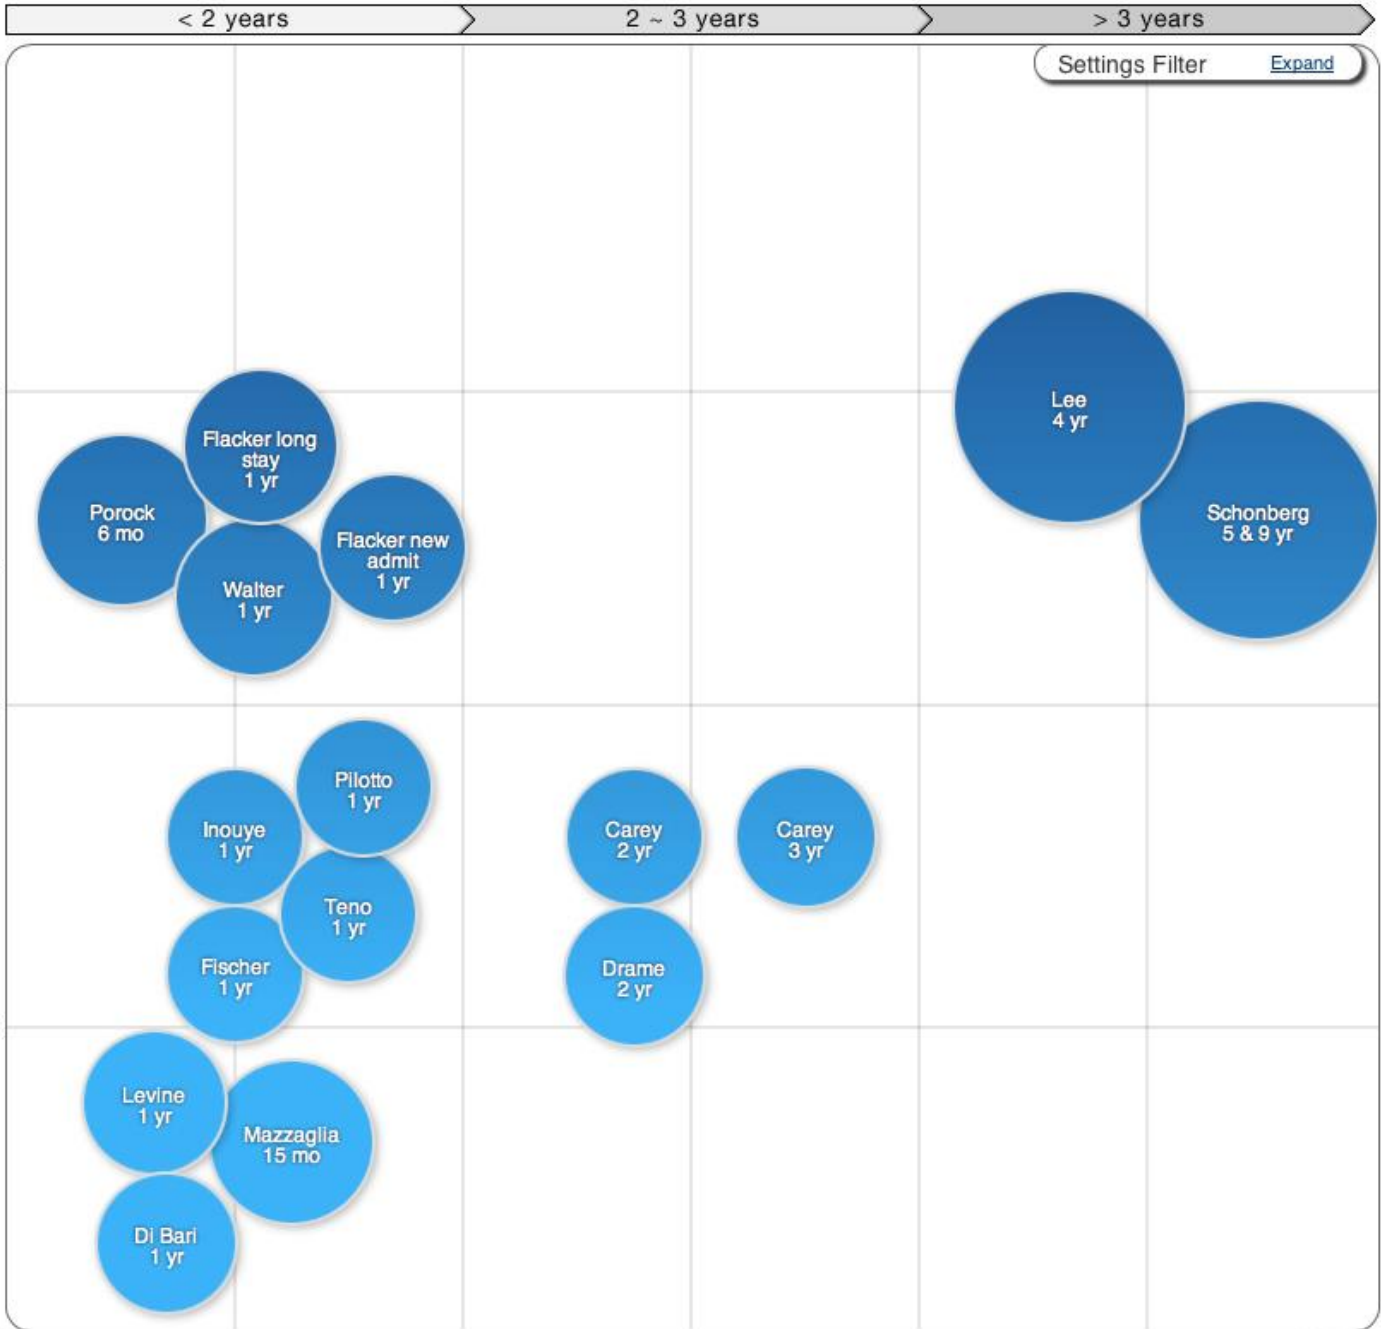 < 2 years
2 ~ 3 years
> 3 years
Settings Filter
Expand
Lee
4 yr
Flacker long
stay
1 yr
Porock
6 mo
Schonberg
5 & 9 yr
Flacker new
admit
1 yr
Walter
1 yr
Pilotto
1 yr
Inouye
1 yr
Carey
2 yr
Carey
3 yr
Teno
1 yr
Fischer
1 yr
Drame
2 yr
Levine
1 yr
Mazzaglia
15 mo
Di Bari
1 yr